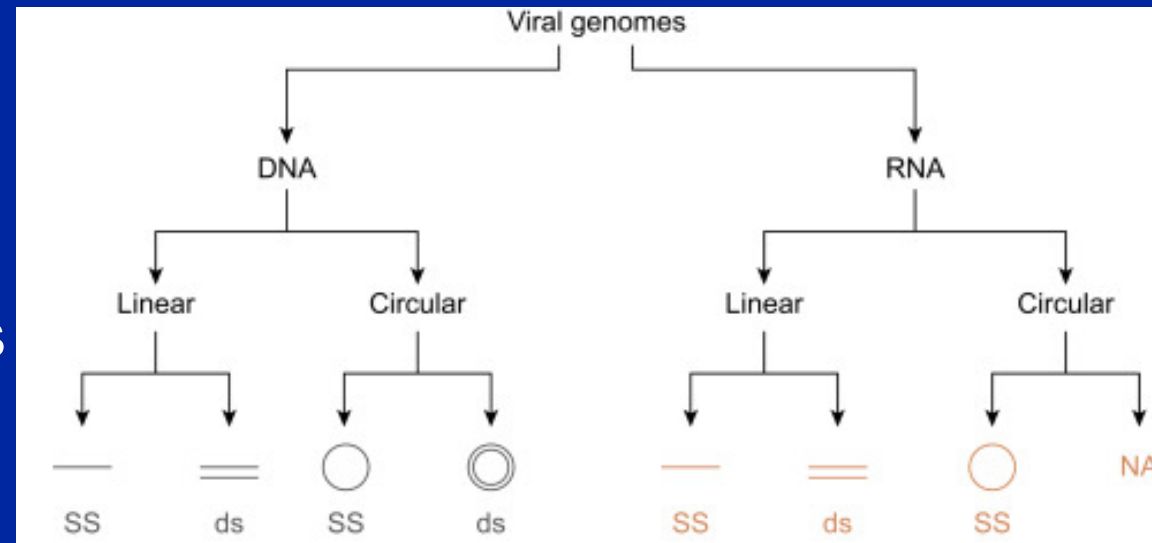 Viral genomes
DNA RNA
Linear Circular Linear Circular
s
NA
SS ds SS ds SS ds SS